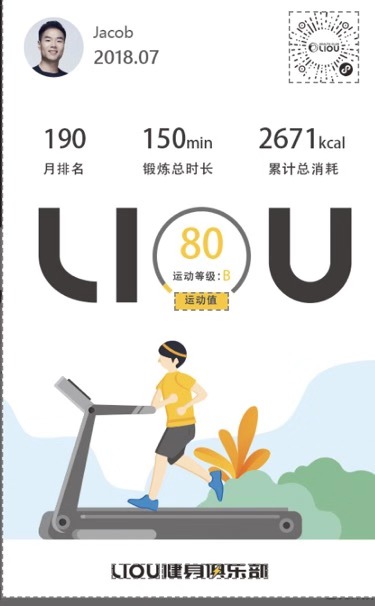 Jacob
2018.07
LIOU
190
150min
2671kcal
月排名
锻炼总时长
累计总消耗
LIOU
80
运动等级:B
运动值
LIOU健身俱乐部